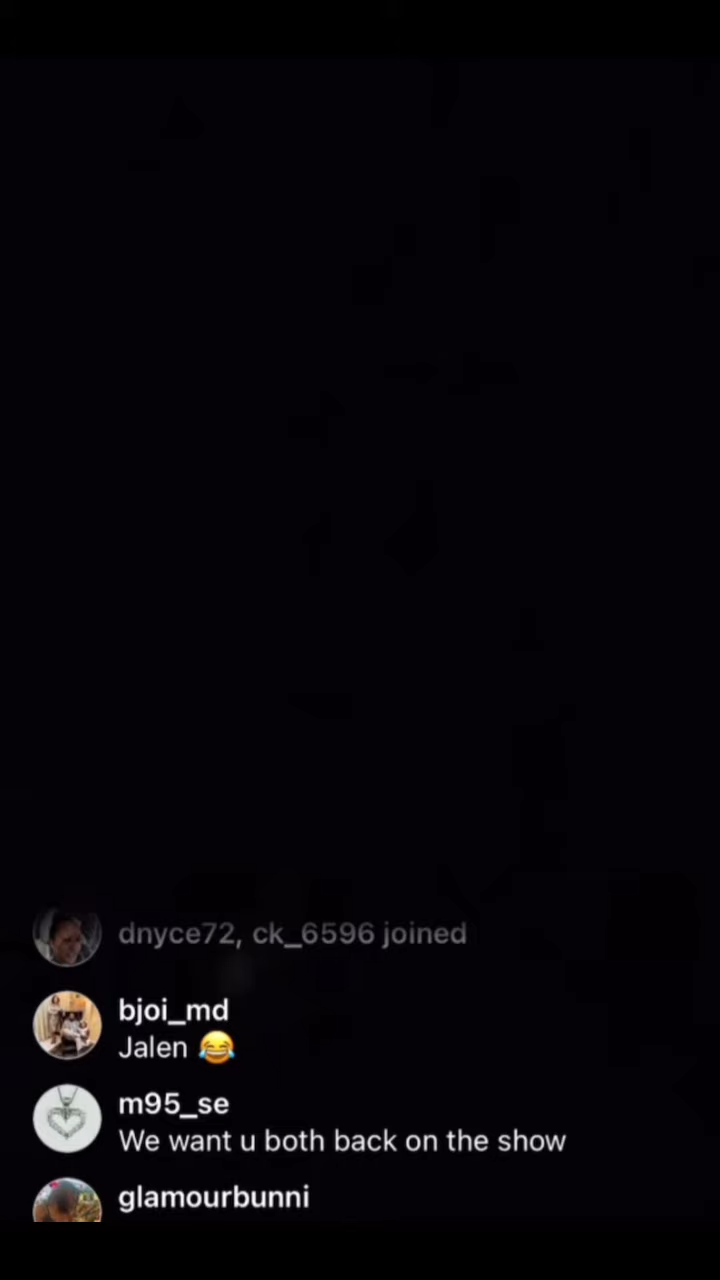 dnyce72, ck_6596 joined
bjoi_md
Jalen 😂
m95_se
We want u both back on the show
glamourbunni